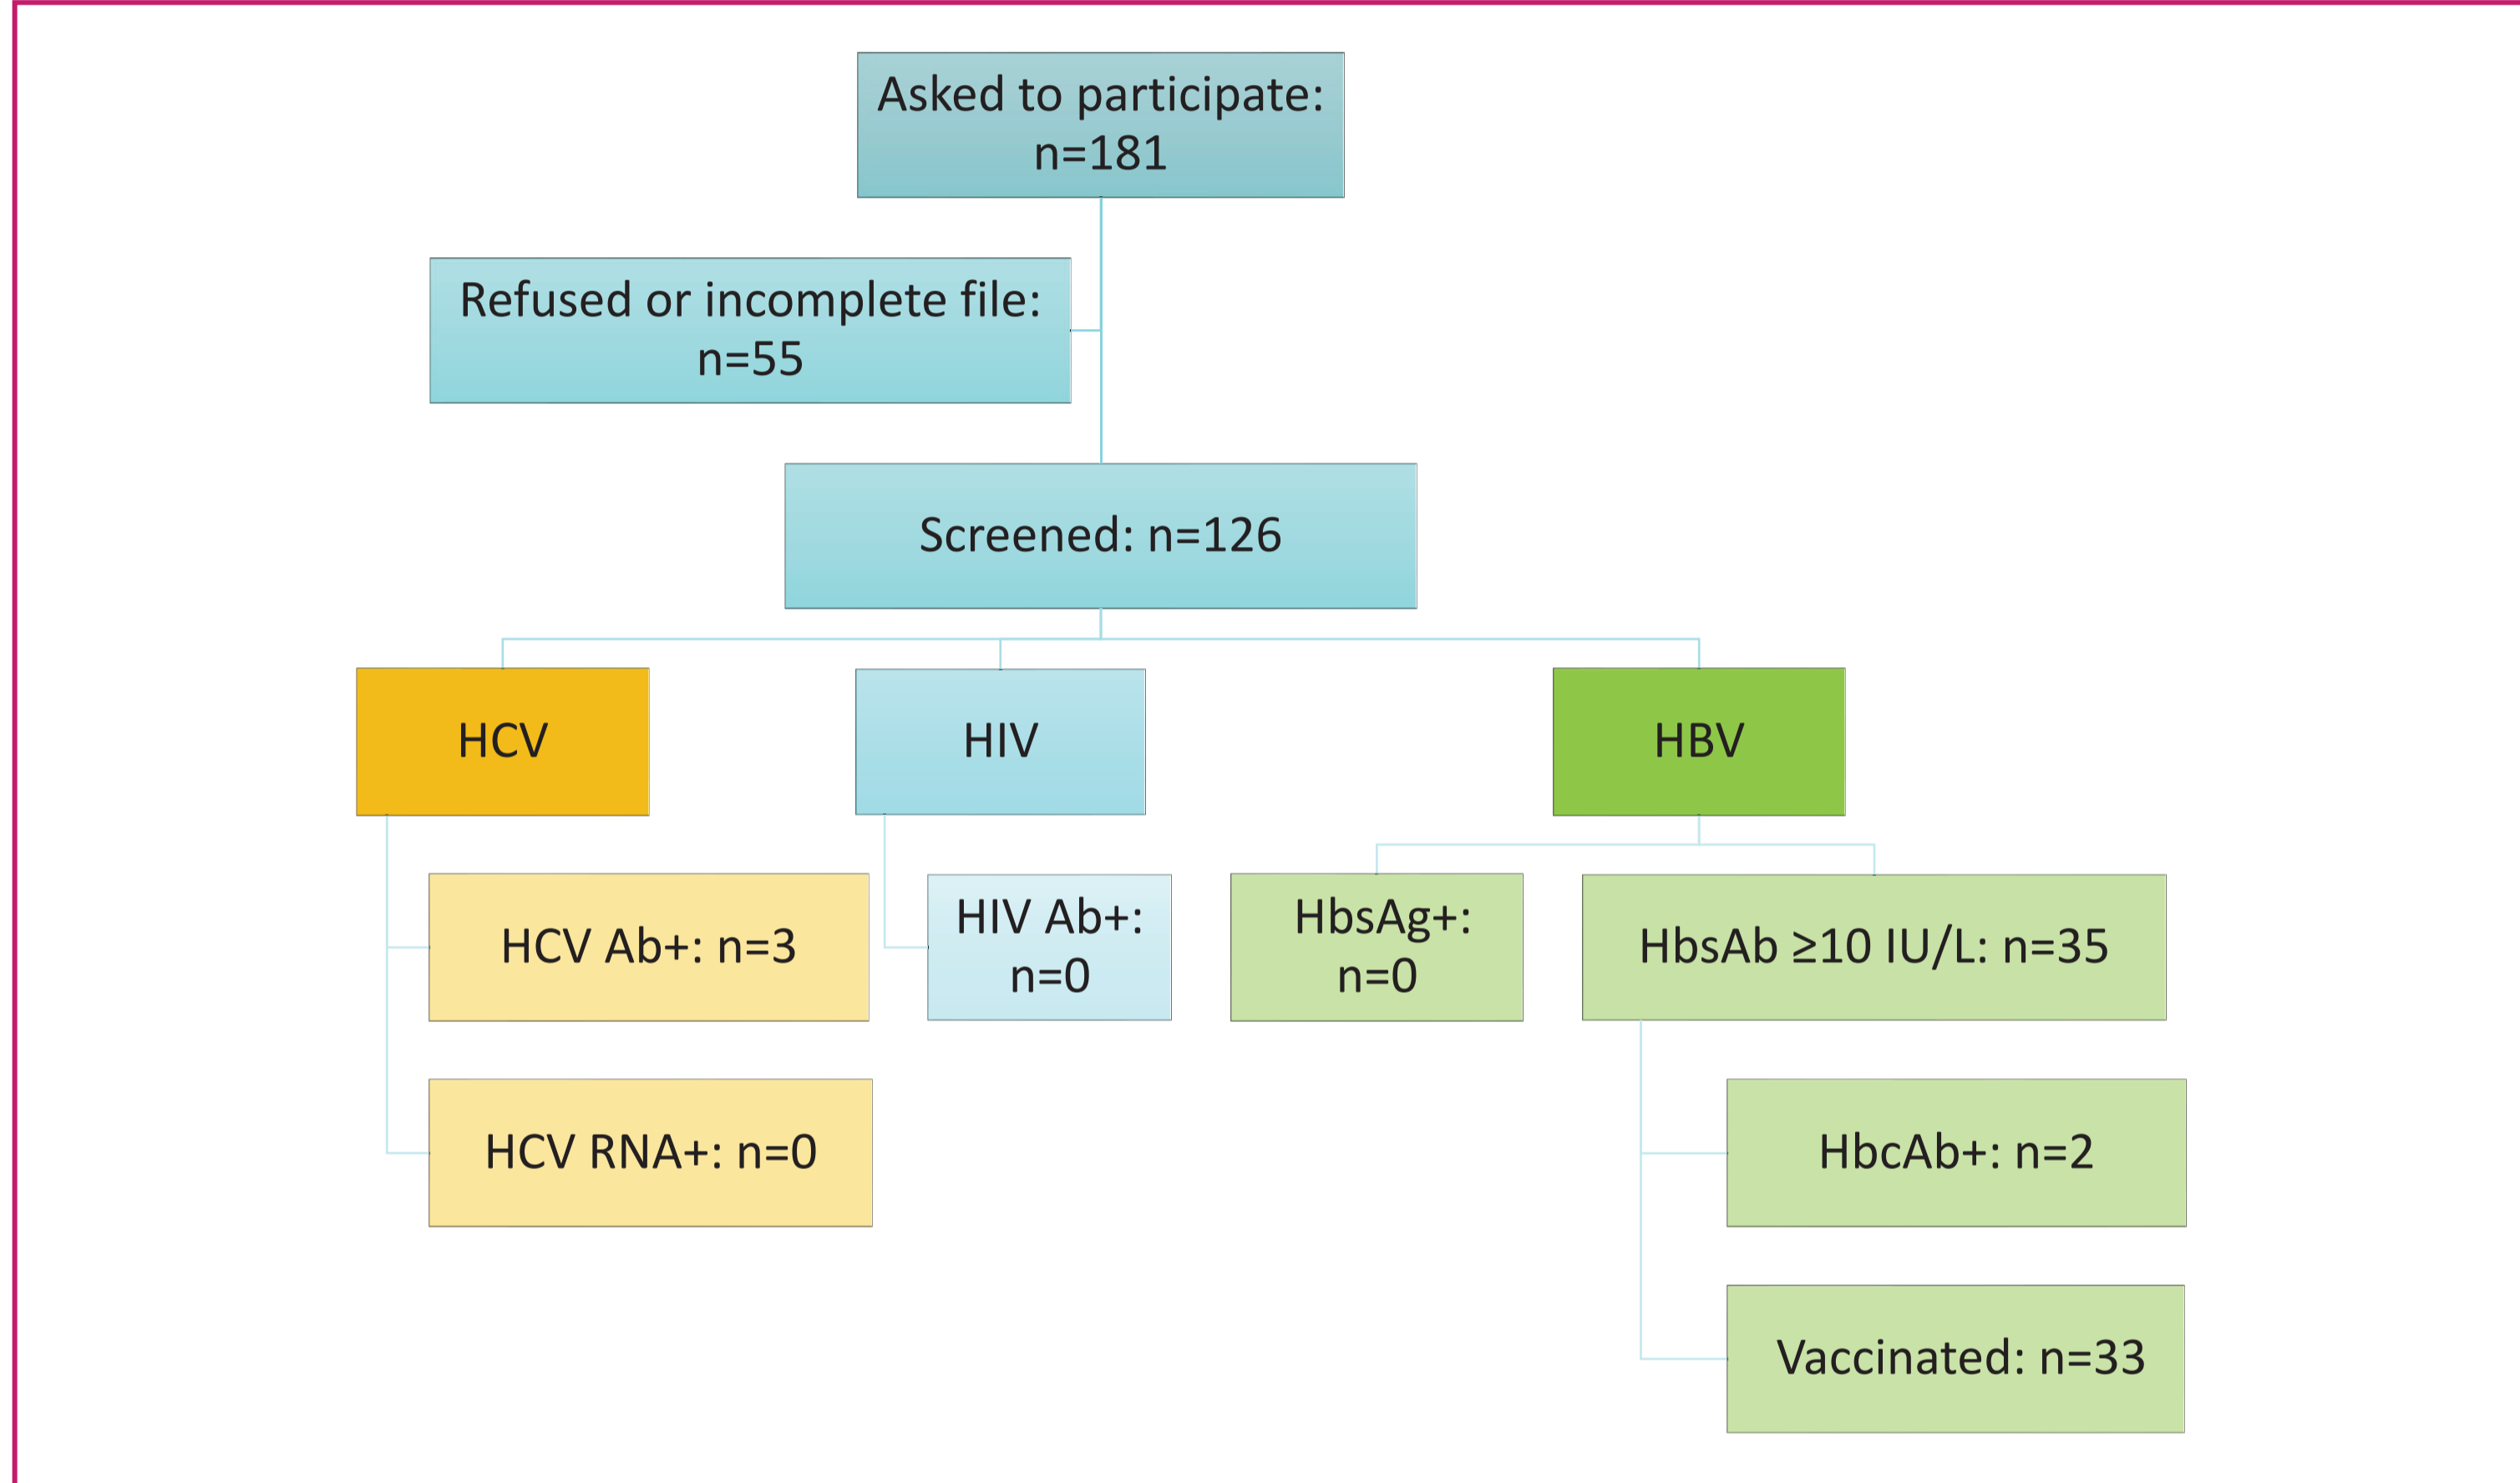 Asked to participate:
n=181
Refused or incomplete file:
n=55
Screened: n=126
HCV
HIV
HBV
HCV Ab+: n=3
HIV Ab+:
n=0
HbsAg+:
n=0
HbsAb ≥10 IU/L: n=35
HCV RNA+: n=0
HbcAb+: n=2
Vaccinated: n=33